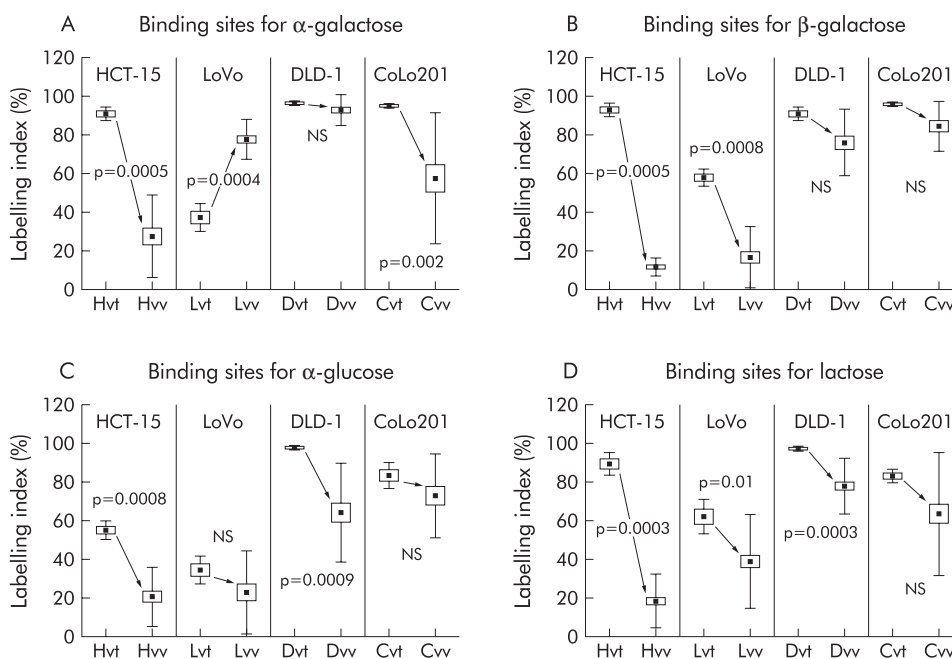 A Binding sites for α-galactose
Labelling index (%)
120
100
80
60
40
20
0
HCT-15 LoVo DLD-1 CoLo201
p=0.0005
p=0.0004
NS
p=0.002
Hvt Hvv Lvt Lvv Dvt Dvv Cvt Cvv
B Binding sites for β-galactose
Labelling index (%)
120
100
80
60
40
20
0
HCT-15 LoVo DLD-1 CoLo201
p=0.0005
p=0.0008
NS
NS
Hvt Hvv Lvt Lvv Dvt Dvv Cvt Cvv
C Binding sites for α-glucose
Labelling index (%)
120
100
80
60
40
20
0
HCT-15 LoVo DLD-1 CoLo201
p=0.0008
NS
p=0.0009
NS
Hvt Hvv Lvt Lvv Dvt Dvv Cvt Cvv
D Binding sites for lactose
Labelling index (%)
120
100
80
60
40
20
0
HCT-15 LoVo DLD-1 CoLo201
p=0.0003
p=0.01
p=0.0003
NS
Hvt Hvv Lvt Lvv Dvt Dvv Cvt Cvv